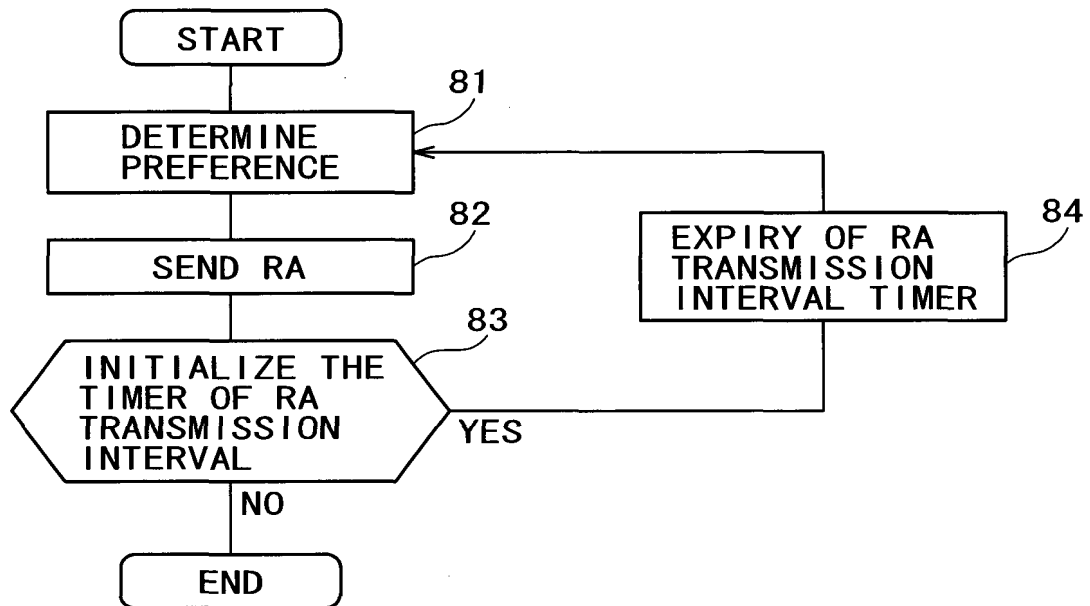 START
81
DETERMINE
PREFERENCE
82
SEND RA
83
INITIALIZE THE
TIMER OF RA
TRANSMISSION
INTERVAL
YES
NO
END
84
EXPIRY OF RA
TRANSMISSION
INTERVAL TIMER